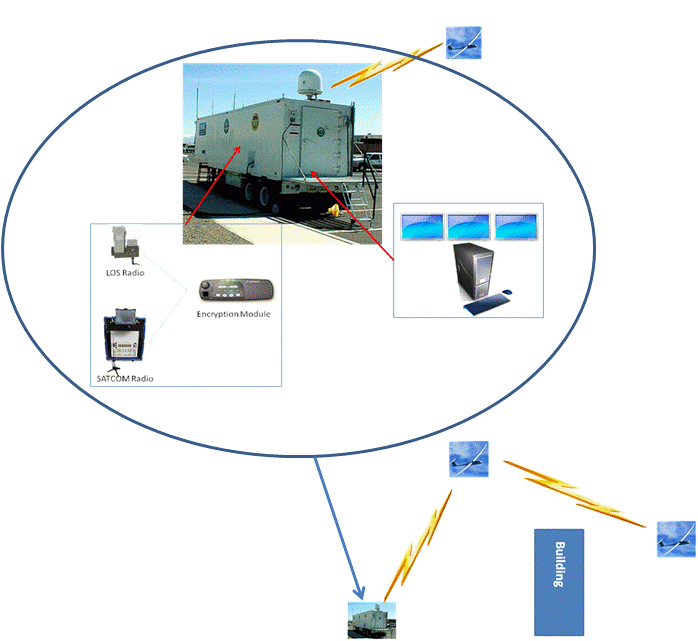 LOS Radio
Encryption Module
SATCOM Radio
Building